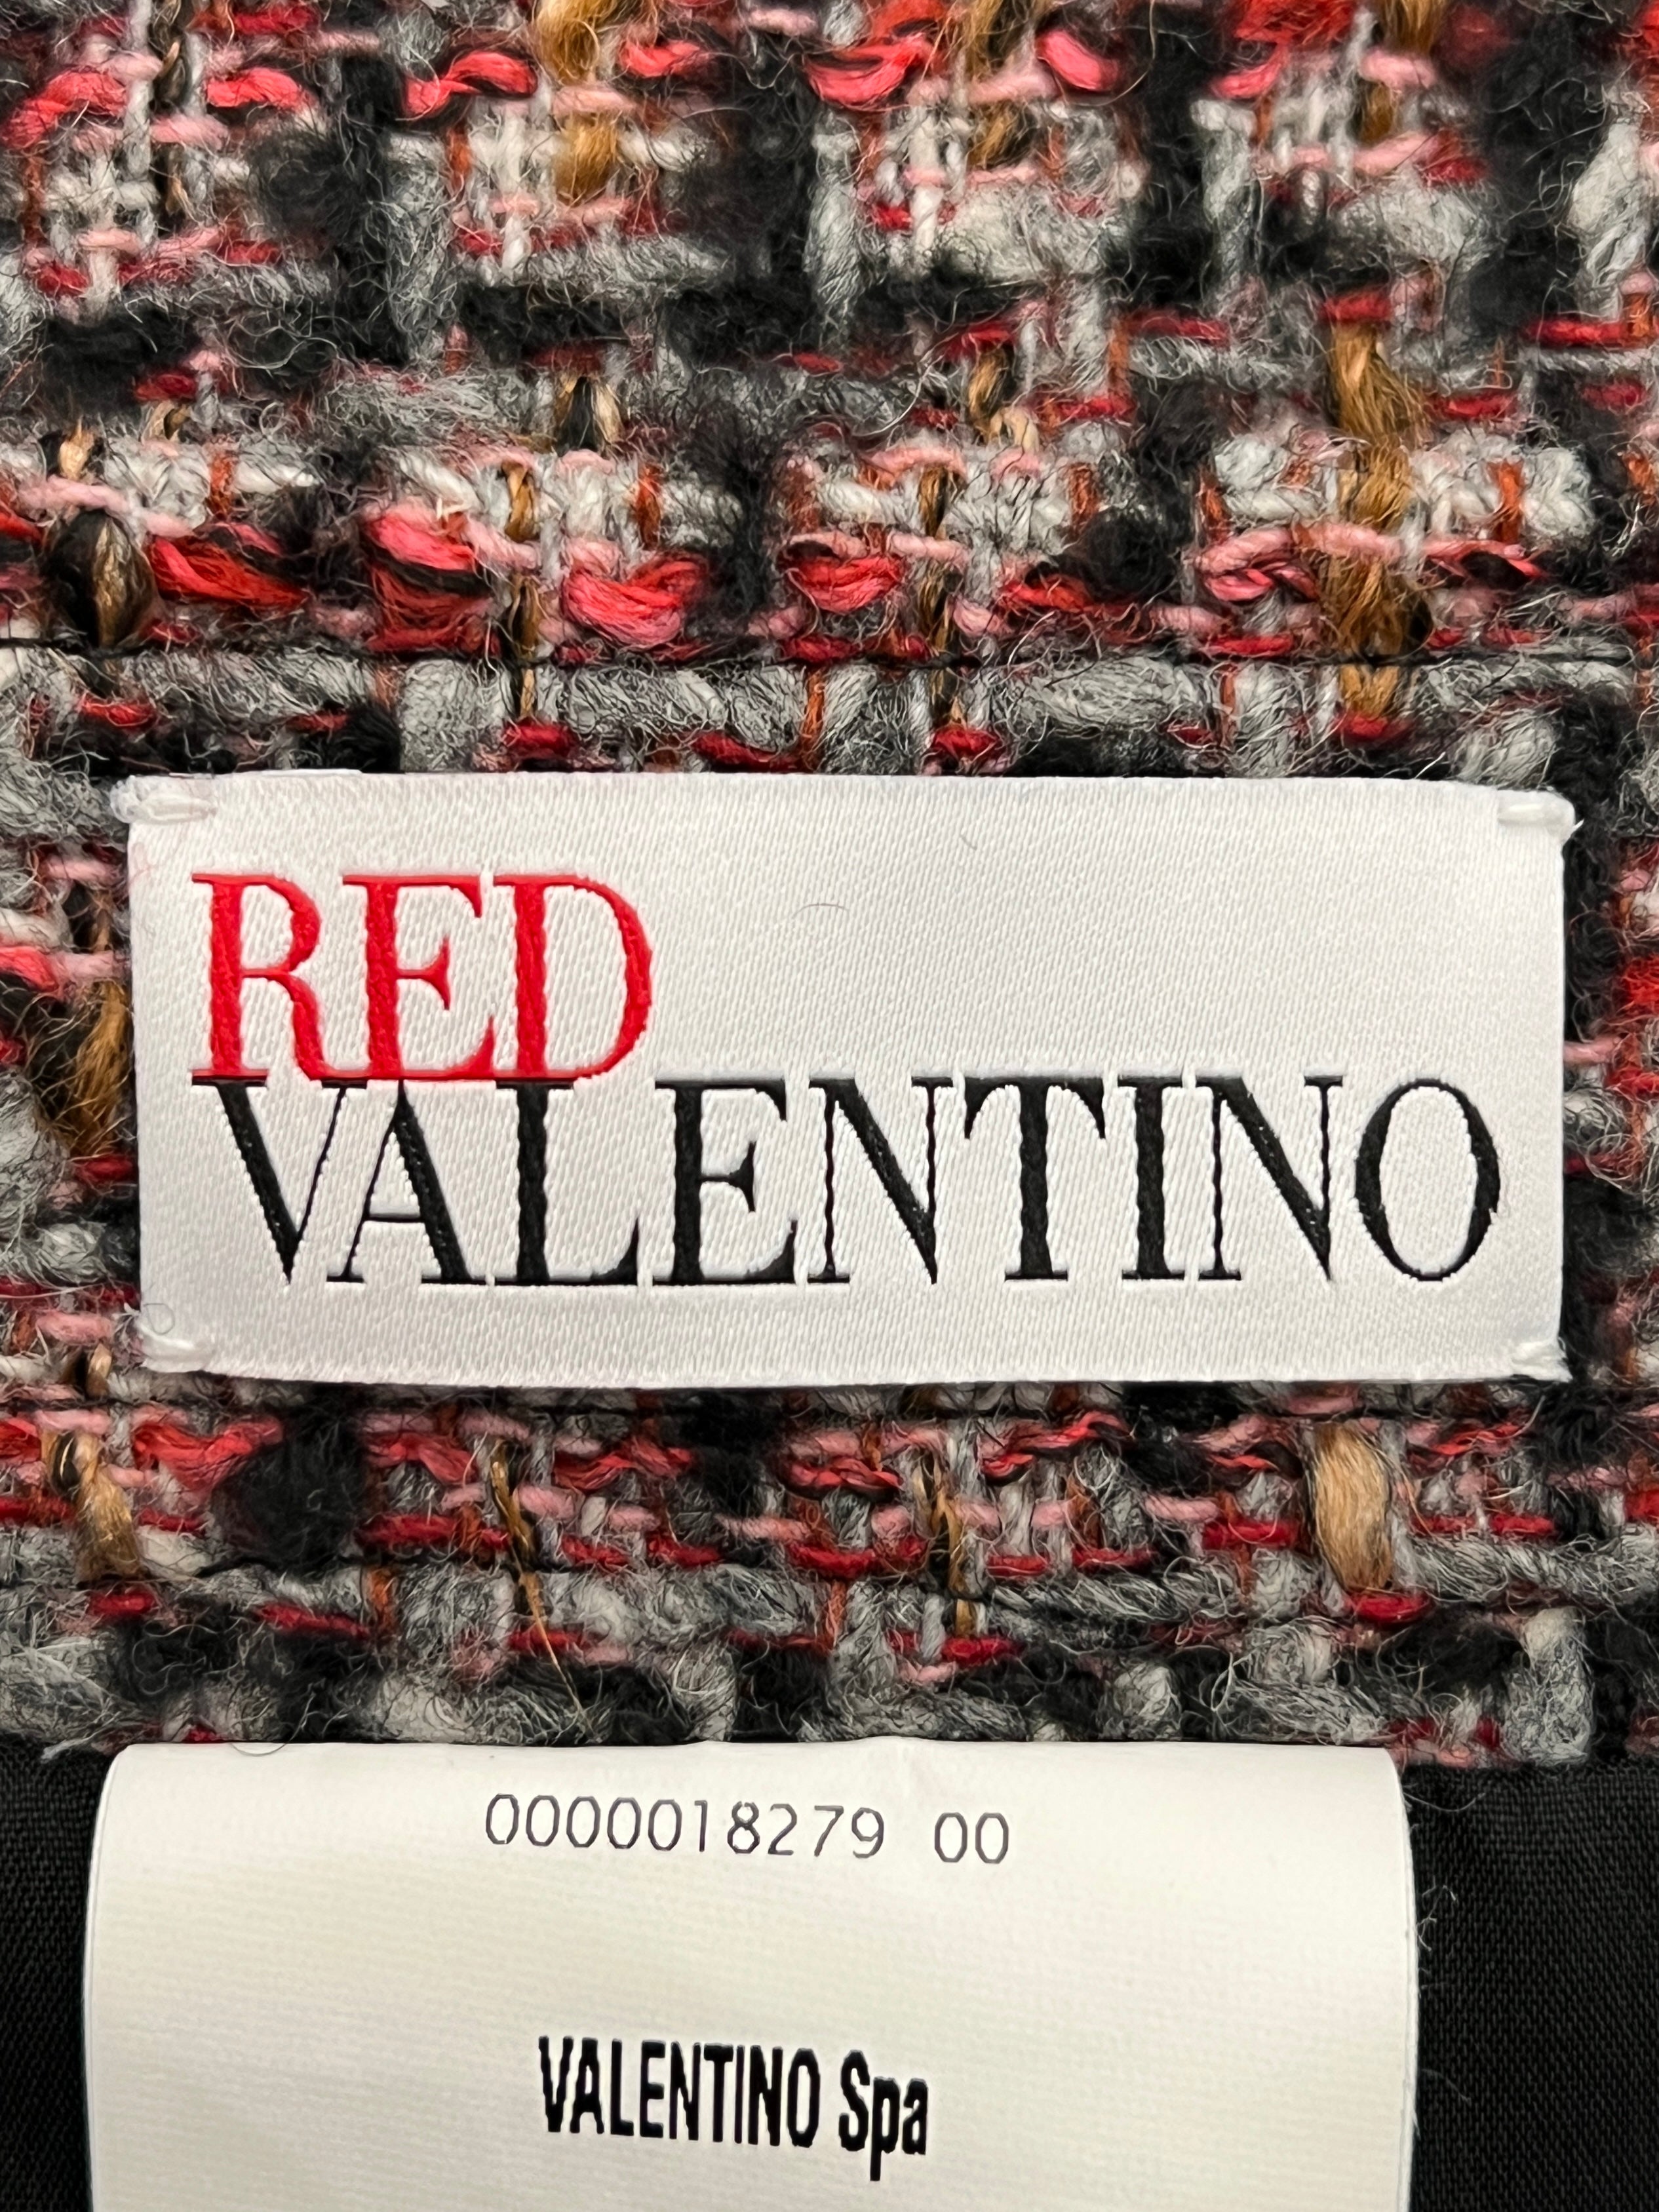 RED
VALENTINO
0000018279 00
VALENTINO Spa